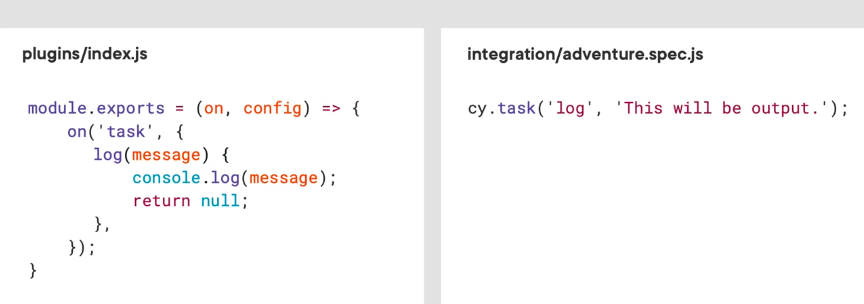 plugins/index.js
module.exports = (on, config) => {
    on('task', {
        log(message) {
            console.log(message);
            return null;
        },
    });
}
integration/adventure.spec.js
cy.task('log', 'This will be output.');